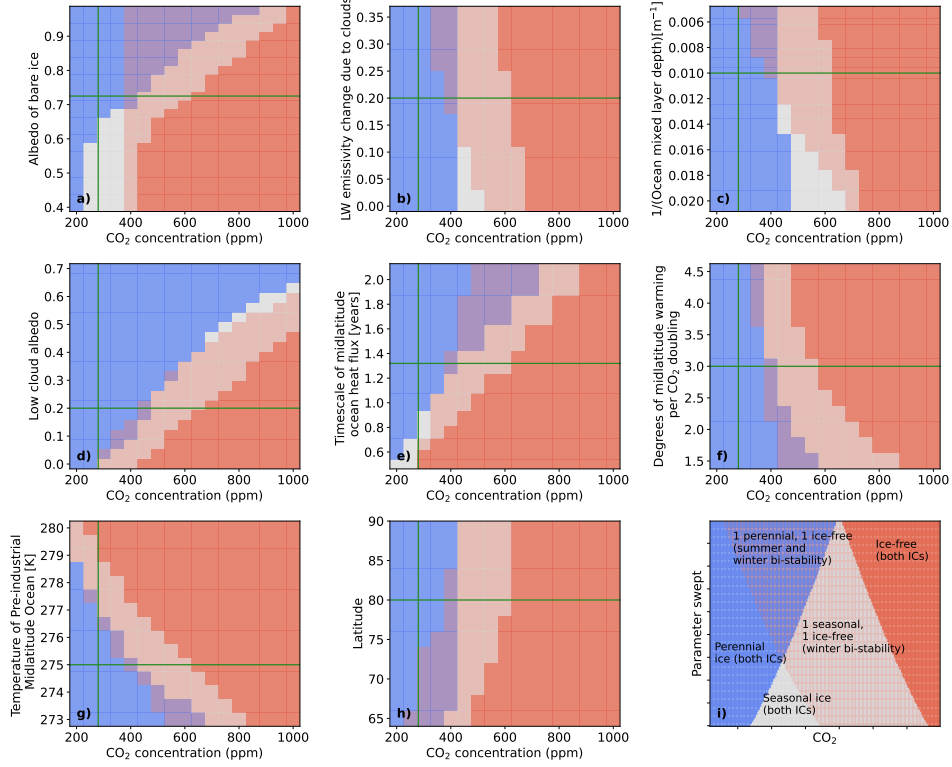 Albedo of bare ice
0.9
0.8
0.7
0.6
0.5
0.4
a)
200 400 600 800 1000
CO₂ concentration (ppm)
LW emissivity change due to clouds
0.35
0.30
0.25
0.20
0.15
0.10
0.05
0.00
b)
200 400 600 800 1000
CO₂ concentration (ppm)
1/(Ocean mixed layer depth)[m⁻¹]
0.006
0.008
0.010
0.012
0.014
0.016
0.018
0.020
c)
200 400 600 800 1000
CO₂ concentration (ppm)
Low cloud albedo
0.7
0.6
0.5
0.4
0.3
0.2
0.1
0.0
d)
200 400 600 800 1000
CO₂ concentration (ppm)
Timescale of midlatitude
ocean heat flux [years]
2.0
1.8
1.6
1.4
1.2
1.0
0.8
0.6
e)
200 400 600 800 1000
CO₂ concentration (ppm)
Degrees of midlatitude warming
per CO₂ doubling
4.5
4.0
3.5
3.0
2.5
2.0
1.5
f)
200 400 600 800 1000
CO₂ concentration (ppm)
Temperature of Pre-industrial
Midlatitude Ocean [K]
280
279
278
277
276
275
274
273
g)
200 400 600 800 1000
CO₂ concentration (ppm)
Latitude
90
85
80
75
70
65
h)
200 400 600 800 1000
CO₂ concentration (ppm)
Parameter swept
1 perennial, 1 ice-free
(summer and
winter bi-stability)
Ice-free
(both ICs)
1 seasonal,
1 ice-free
(winter bi-stability)
Perennial
ice (both ICs)
Seasonal ice
(both ICs)
i)
CO₂